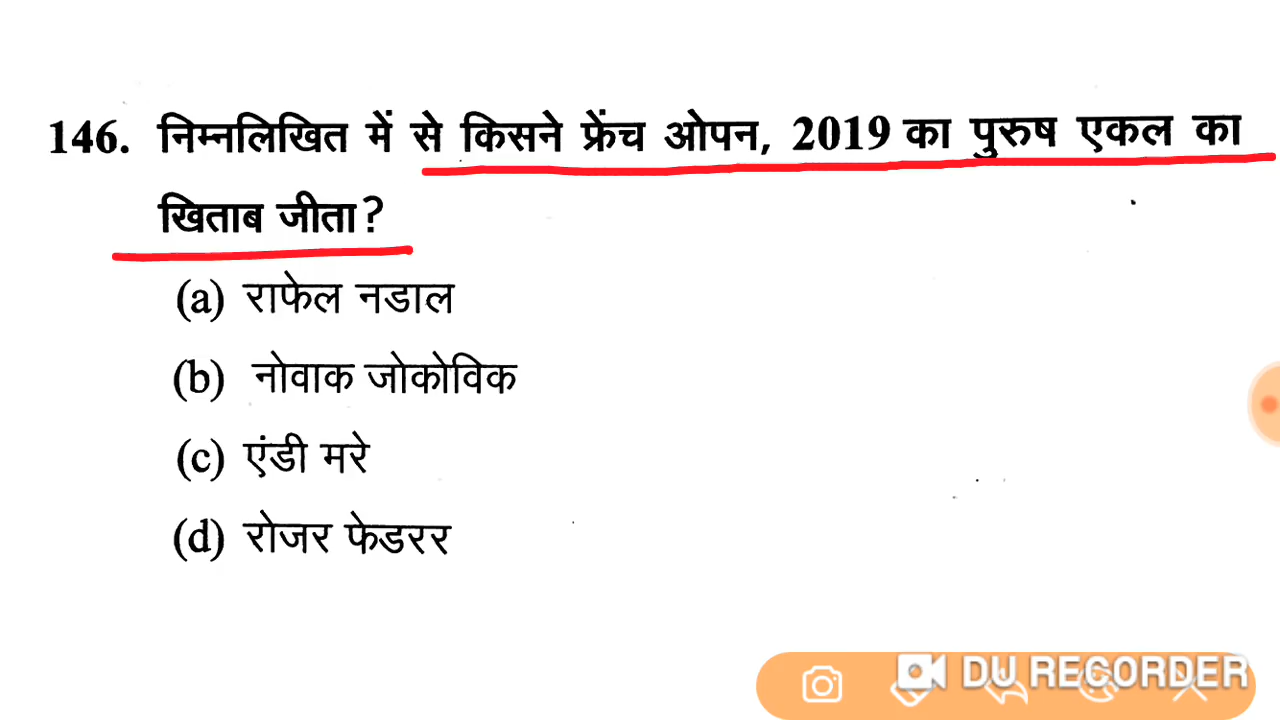 146. निम्नलिखित में से किसने फ्रेंच ओपन, 2019 का पुरुष एकल का
खिताब जीता?
(a) राफेल नडाल
(b) नोवाक जोकोविक
(c) एंडी मरे
(d) रोजर फेडरर
DU RECORDER